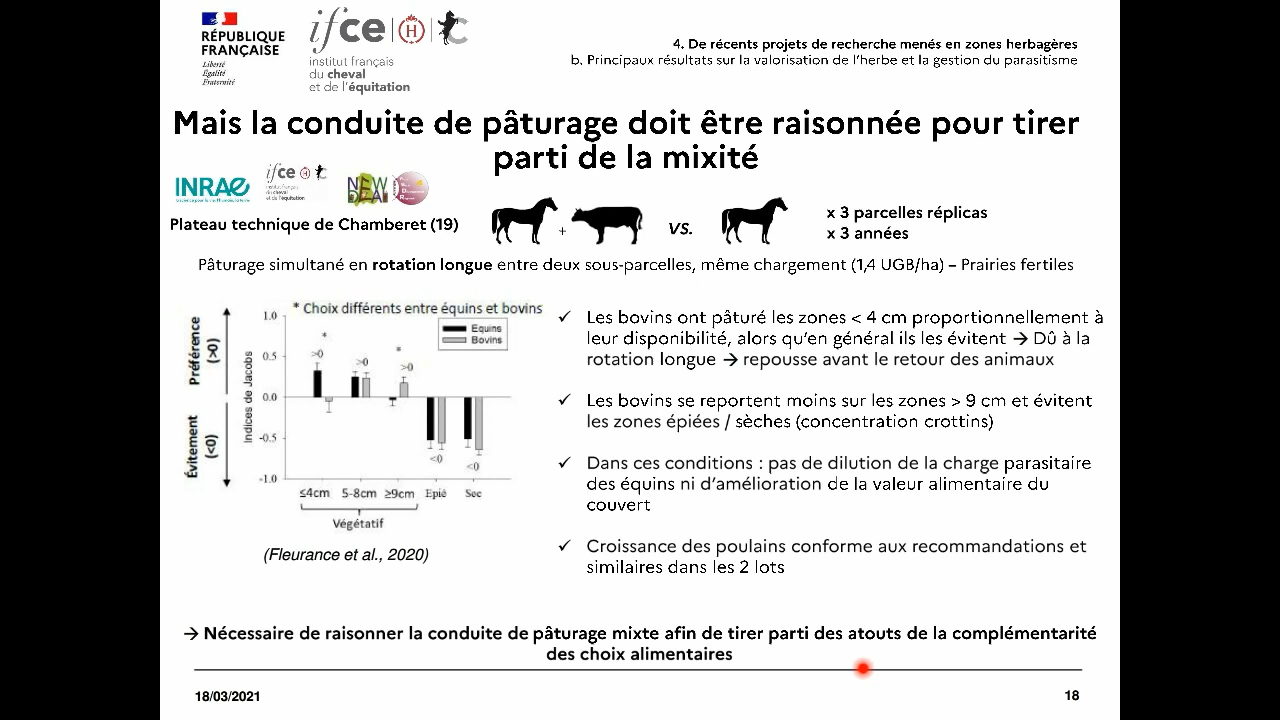 RÉPUBLIQUE
FRANÇAISE
Liberté
Égalité
Fraternité
ifce
institut français
du cheval
et de l'équitation
4. De récents projets de recherche menés en zones herbagères
b. Principaux résultats sur la valorisation de l'herbe et la gestion du parasitisme
Mais la conduite de pâturage doit être raisonnée pour tirer
parti de la mixité
INRAE
ifce
institut français
du cheval
et de l'équitation
NEW
DEAL
Plateau technique de Chamberet (19)
+
vs.
x 3 parcelles réplicas
x 3 années
Pâturage simultané en rotation longue entre deux sous-parcelles, même chargement (1,4 UGB/ha) – Prairies fertiles
* Choix différents entre équins et bovins
Préférence
(>0)
Évitement
(<0)
Indices de Jacobs
1.0
0.5
0.0
-0.5
-1.0
Equins
Bovins
*
>0
>0
*
>0
<0
<0
≤4cm 5-8cm ≥9cm Epié Sec
Végétatif
(Fleurance et al., 2020)
✓ Les bovins ont pâturé les zones < 4 cm proportionnellement à
leur disponibilité, alors qu'en général ils les évitent → Dû à la
rotation longue → repousse avant le retour des animaux
✓ Les bovins se reportent moins sur les zones > 9 cm et évitent
les zones épiées / sèches (concentration crottins)
✓ Dans ces conditions : pas de dilution de la charge parasitaire
des équins ni d'amélioration de la valeur alimentaire du
couvert
✓ Croissance des poulains conforme aux recommandations et
similaires dans les 2 lots
→ Nécessaire de raisonner la conduite de pâturage mixte afin de tirer parti des atouts de la complémentarité
des choix alimentaires
18/03/2021
18